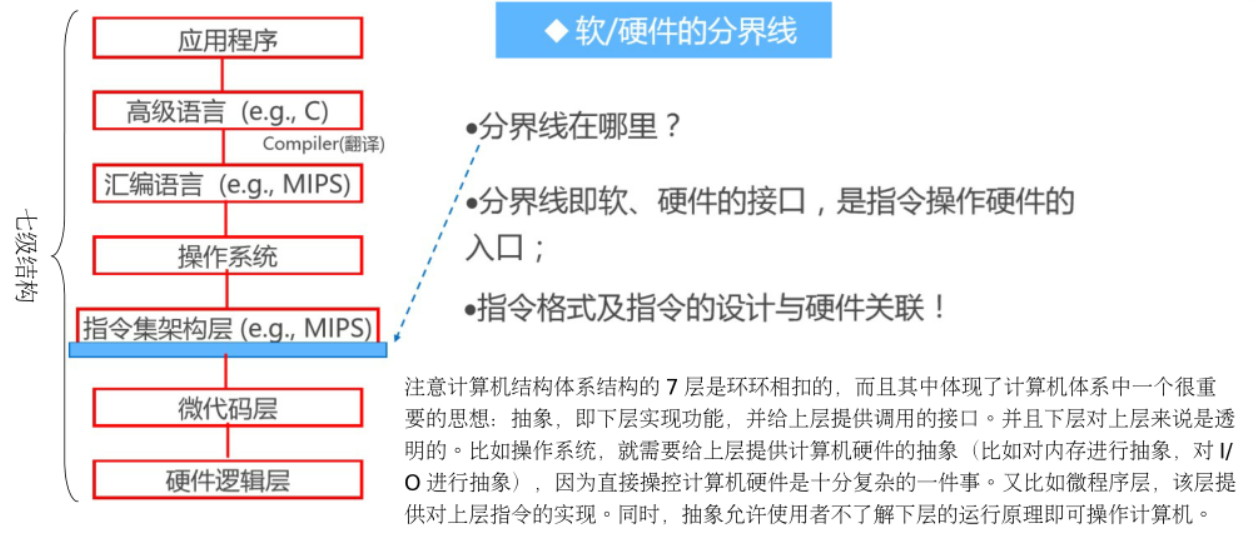 七级结构
应用程序
高级语言 (e.g., C)
Compiler(翻译)
汇编语言 (e.g., MIPS)
操作系统
指令集架构层 (e.g., MIPS)
微代码层
硬件逻辑层
◆ 软/硬件的分界线
●分界线在哪里？
●分界线即软、硬件的接口，是指令操作硬件的
入口；
●指令格式及指令的设计与硬件关联！
注意计算机结构体系结构的 7 层是环环相扣的，而且其中体现了计算机体系中一个很重
要的思想：抽象，即下层实现功能，并给上层提供调用的接口。并且下层对上层来说是透
明的。比如操作系统，就需要给上层提供计算机硬件的抽象（比如对内存进行抽象，对 I/
O 进行抽象），因为直接操控计算机硬件是十分复杂的一件事。又比如微程序层，该层提
供对上层指令的实现。同时，抽象允许使用者不了解下层的运行原理即可操作计算机。